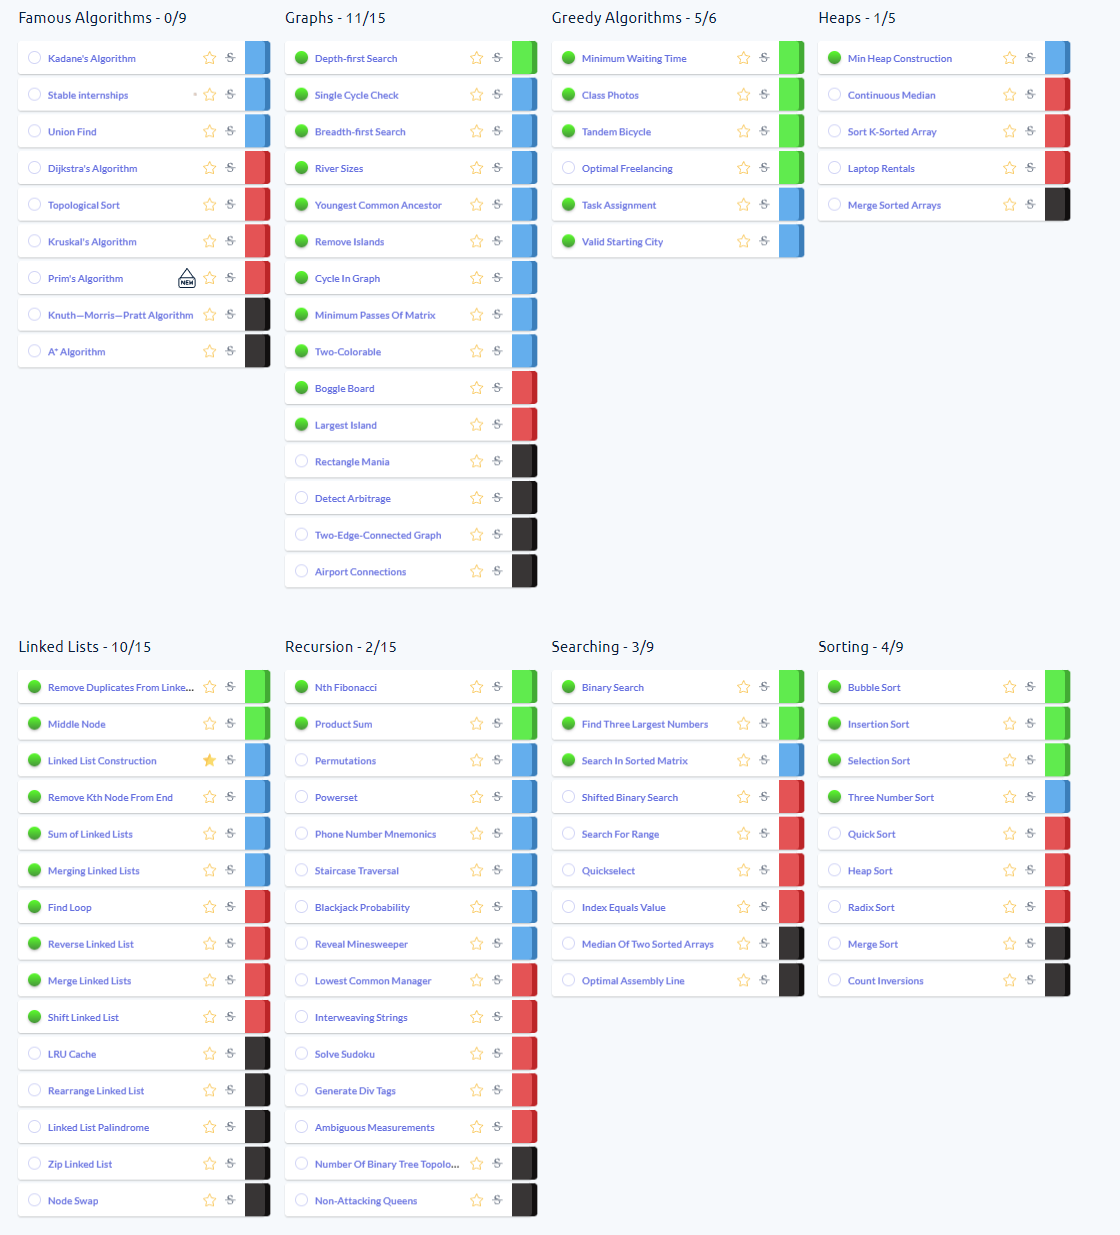 Famous Algorithms - 0/9
Kadane's Algorithm
Stable internships
Union Find
Dijkstra's Algorithm
Topological Sort
Kruskal's Algorithm
Prim's Algorithm
NEW
Knuth—Morris—Pratt Algorithm
A* Algorithm
Graphs - 11/15
Depth-first Search
Single Cycle Check
Breadth-first Search
River Sizes
Youngest Common Ancestor
Remove Islands
Cycle In Graph
Minimum Passes Of Matrix
Two-Colorable
Boggle Board
Largest Island
Rectangle Mania
Detect Arbitrage
Two-Edge-Connected Graph
Airport Connections
Greedy Algorithms - 5/6
Minimum Waiting Time
Class Photos
Tandem Bicycle
Optimal Freelancing
Task Assignment
Valid Starting City
Heaps - 1/5
Min Heap Construction
Continuous Median
Sort K-Sorted Array
Laptop Rentals
Merge Sorted Arrays
Linked Lists - 10/15
Remove Duplicates From Linke...
Middle Node
Linked List Construction
Remove Kth Node From End
Sum of Linked Lists
Merging Linked Lists
Find Loop
Reverse Linked List
Merge Linked Lists
Shift Linked List
LRU Cache
Rearrange Linked List
Linked List Palindrome
Zip Linked List
Node Swap
Recursion - 2/15
Nth Fibonacci
Product Sum
Permutations
Powerset
Phone Number Mnemonics
Staircase Traversal
Blackjack Probability
Reveal Minesweeper
Lowest Common Manager
Interweaving Strings
Solve Sudoku
Generate Div Tags
Ambiguous Measurements
Number Of Binary Tree Topolo...
Non-Attacking Queens
Searching - 3/9
Binary Search
Find Three Largest Numbers
Search In Sorted Matrix
Shifted Binary Search
Search For Range
Quickselect
Index Equals Value
Median Of Two Sorted Arrays
Optimal Assembly Line
Sorting - 4/9
Bubble Sort
Insertion Sort
Selection Sort
Three Number Sort
Quick Sort
Heap Sort
Radix Sort
Merge Sort
Count Inversions